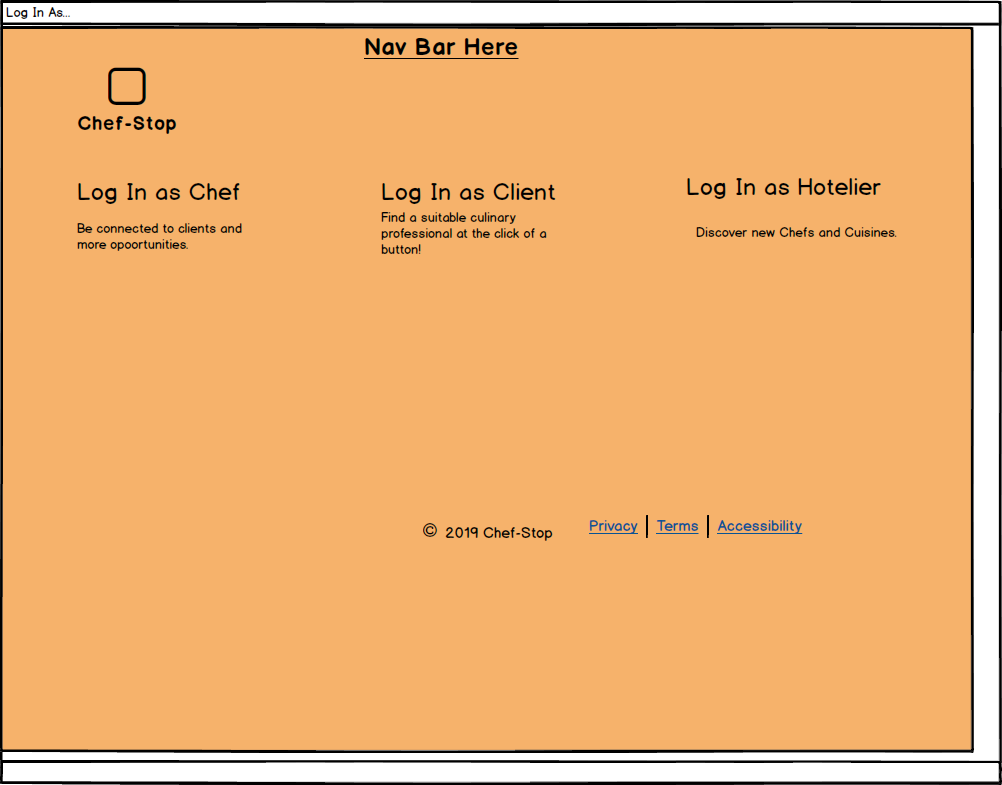 Log In As...
Nav Bar Here
Chef-Stop
Log In as Chef
Be connected to clients and
more opoortunities.
Log In as Client
Find a suitable culinary
professional at the click of a
button!
Log In as Hotelier
Discover new Chefs and Cuisines.
© 2019 Chef-Stop
Privacy | Terms | Accessibility